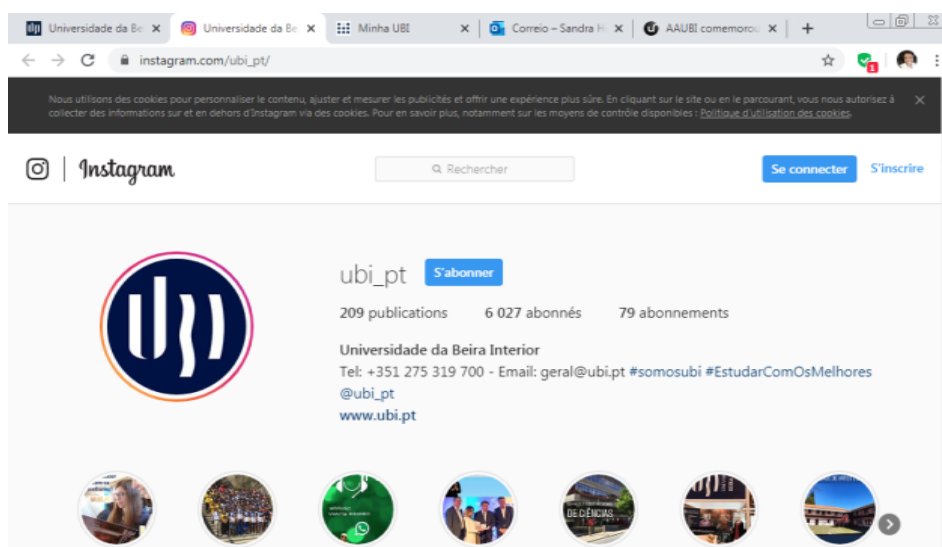 Universidade da Be
Universidade da Be
Minha UBI
Correio – Sandra H
AAUBI comemorou
instagram.com/ubi_pt/
1
Nous utilisons des cookies pour personnaliser le contenu, ajuster et mesurer les publicités et offrir une expérience plus sûre. En cliquant sur le site ou en le parcourant, vous nous autorisez à
collecter des informations sur et en dehors d'Instagram via des cookies. Pour en savoir plus, notamment sur les moyens de contrôle disponibles : Politique d'utilisation des cookies.
Instagram
Rechercher
Se connecter
S'inscrire
ubi
ubi_pt
S'abonner
209 publications 6 027 abonnés 79 abonnements
Universidade da Beira Interior
Tel: +351 275 319 700 - Email: geral@ubi.pt #somosubi #EstudarComOsMelhores
@ubi_pt
www.ubi.pt
DE CIÊNCIAS